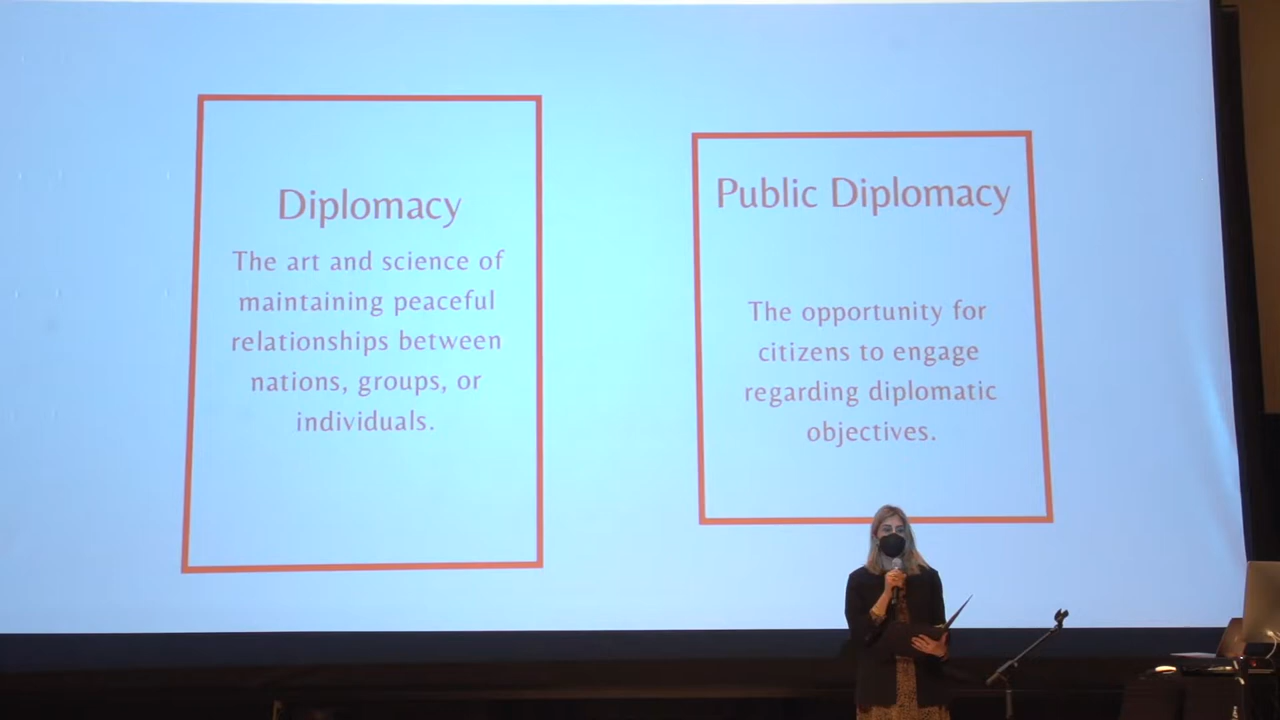 Diplomacy
The art and science of
maintaining peaceful
relationships between
nations, groups, or
individuals.
Public Diplomacy
The opportunity for
citizens to engage
regarding diplomatic
objectives.